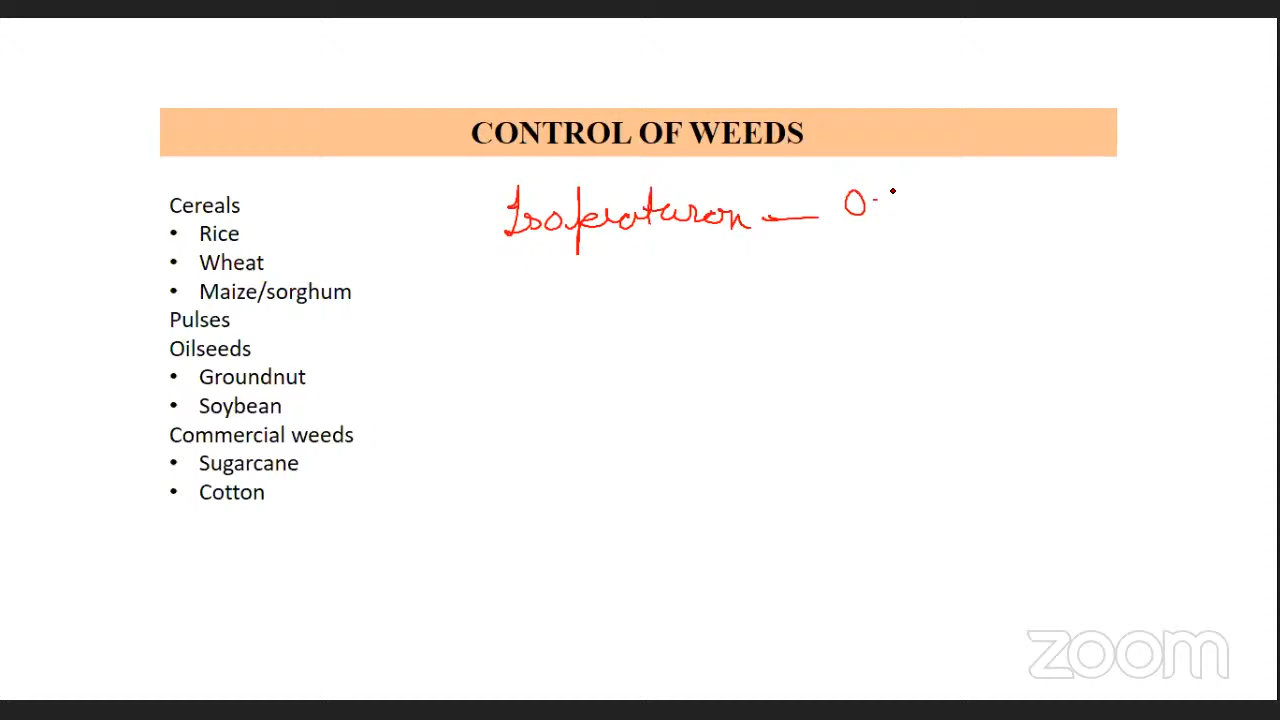 CONTROL OF WEEDS
Isoproturon — 0.
Cereals
• Rice
• Wheat
• Maize/sorghum
Pulses
Oilseeds
• Groundnut
• Soybean
Commercial weeds
• Sugarcane
• Cotton
zoom